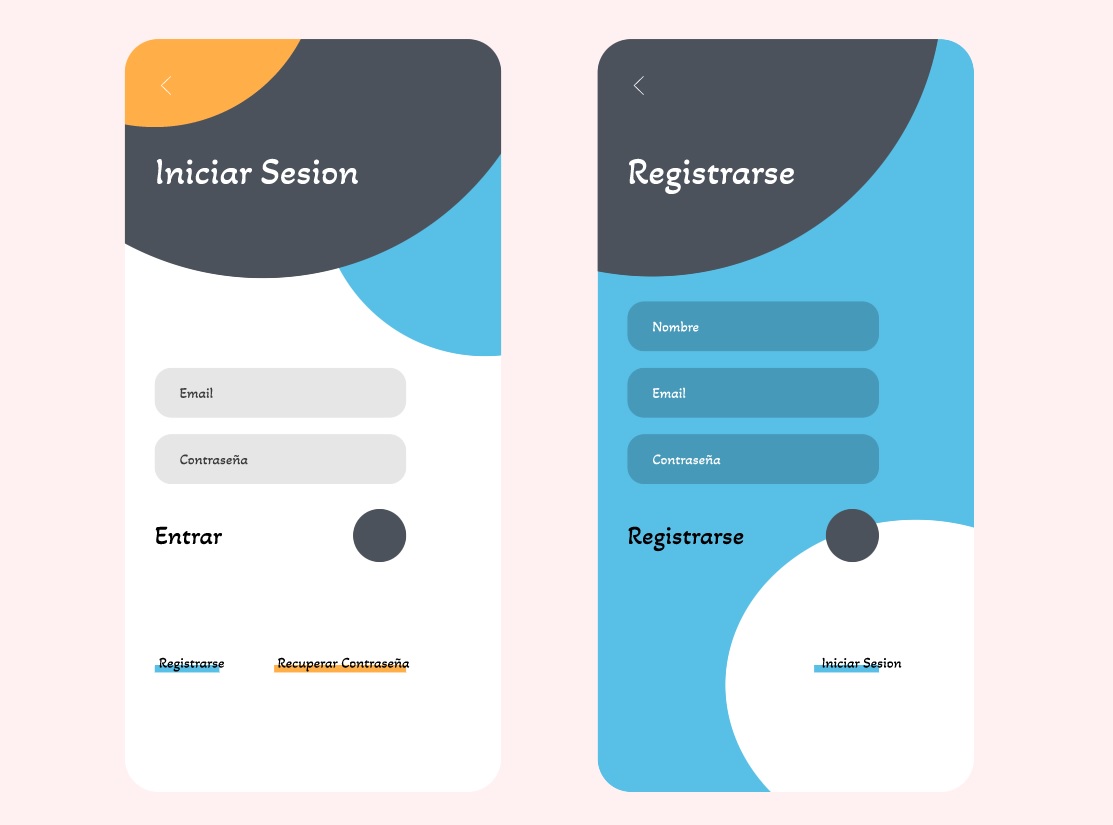 Iniciar Sesion
Email
Contraseña
Entrar
Registrarse
Recuperar Contraseña
Registrarse
Nombre
Email
Contraseña
Registrarse
Iniciar Sesion